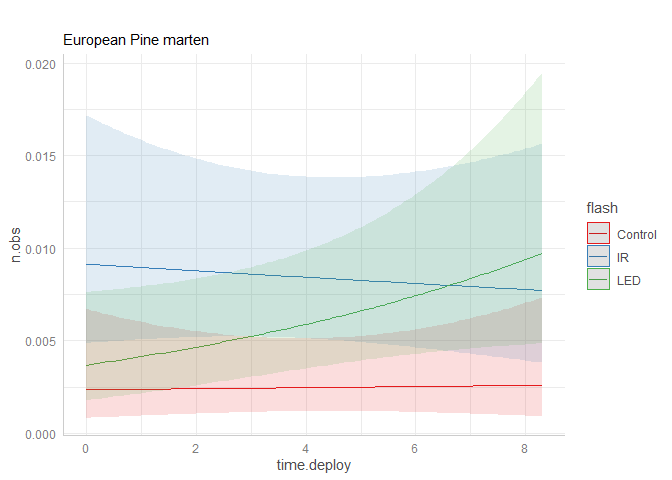 European Pine marten
0.020
0.015
0.010
0.005
0.000
n.obs
0 2 4 6 8
time.deploy
flash
Control
IR
LED